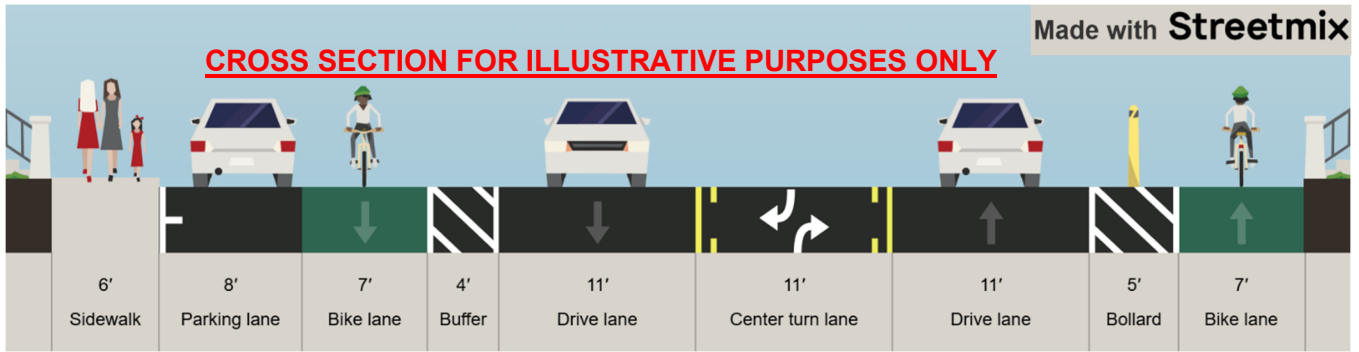 Made with Streetmix
CROSS SECTION FOR ILLUSTRATIVE PURPOSES ONLY
6′ 8′ 7′ 4′ 11′ 11′ 11′ 5′ 7′
Sidewalk Parking lane Bike lane Buffer Drive lane Center turn lane Drive lane Bollard Bike lane